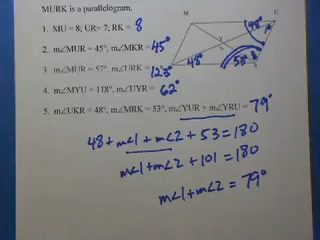 MURK is a parallelogram.
1. MU = 8; UR= 7; RK = 8
2. m∠MUR = 45°, m∠MKR = 45°
3. m∠MUR = 57°, m∠URK = 123°
4. m∠MYU = 118°, m∠UYR = 62°
5. m∠UKR = 48°, m∠MRK = 53°, m∠YUR + m∠YRU = 79°
M U
48°
Y
48° 53°
48 + m∠1 + m∠2 + 53 = 180
m∠1 + m∠2 + 101 = 180
m∠1 + m∠2 = 79°